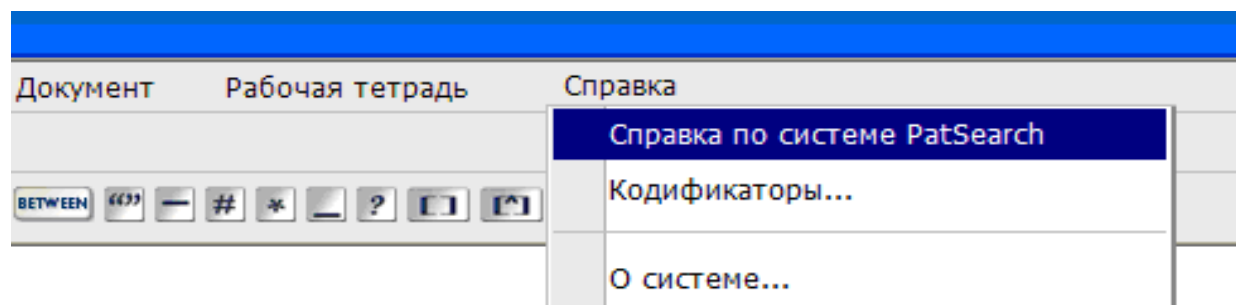 Документ Рабочая тетрадь Справка
Справка по системе PatSearch
Кодификаторы...
BETWEEN “” — # * _ ? [ ] [^]
О системе...